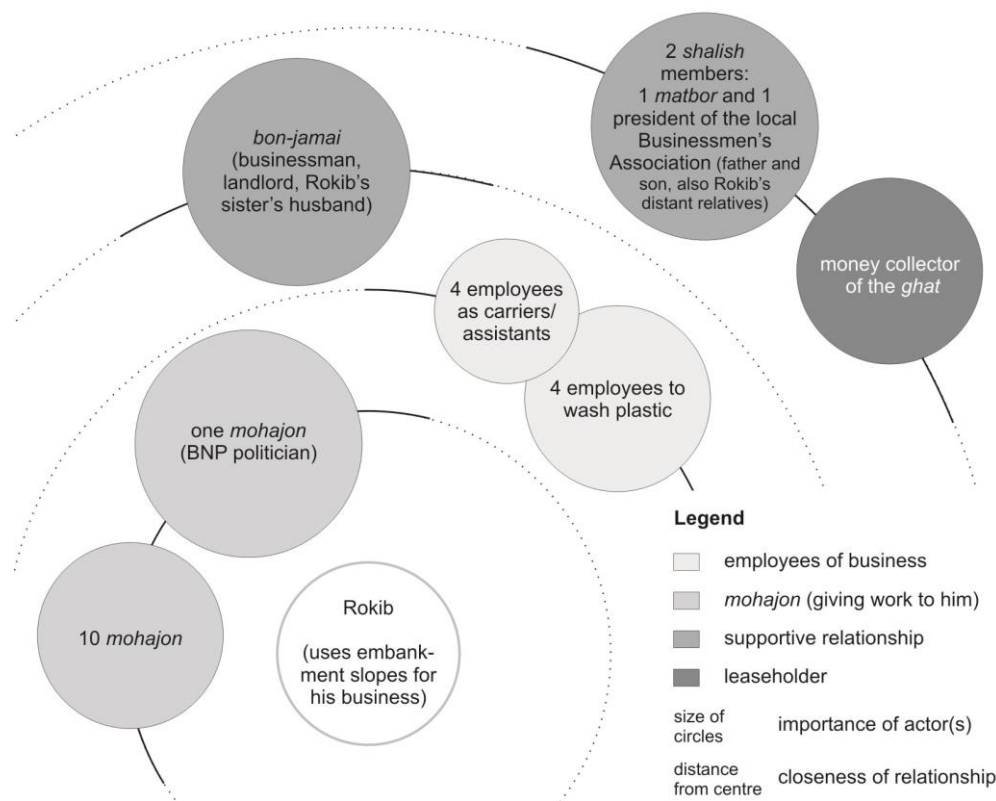 2 shalish
members:
1 matbor and 1
president of the local
Businessmen's
Association (father and
son, also Rokib's
distant relatives)
bon-jamai
(businessman,
landlord, Rokib's
sister's husband)
money collector
of the ghat
4 employees
as carriers/
assistants
4 employees to
wash plastic
one mohajon
(BNP politician)
10 mohajon
Rokib
(uses embank-
ment slopes for
his business)
Legend
employees of business
mohajon (giving work to him)
supportive relationship
leaseholder
size of
circles
importance of actor(s)
distance
from centre
closeness of relationship